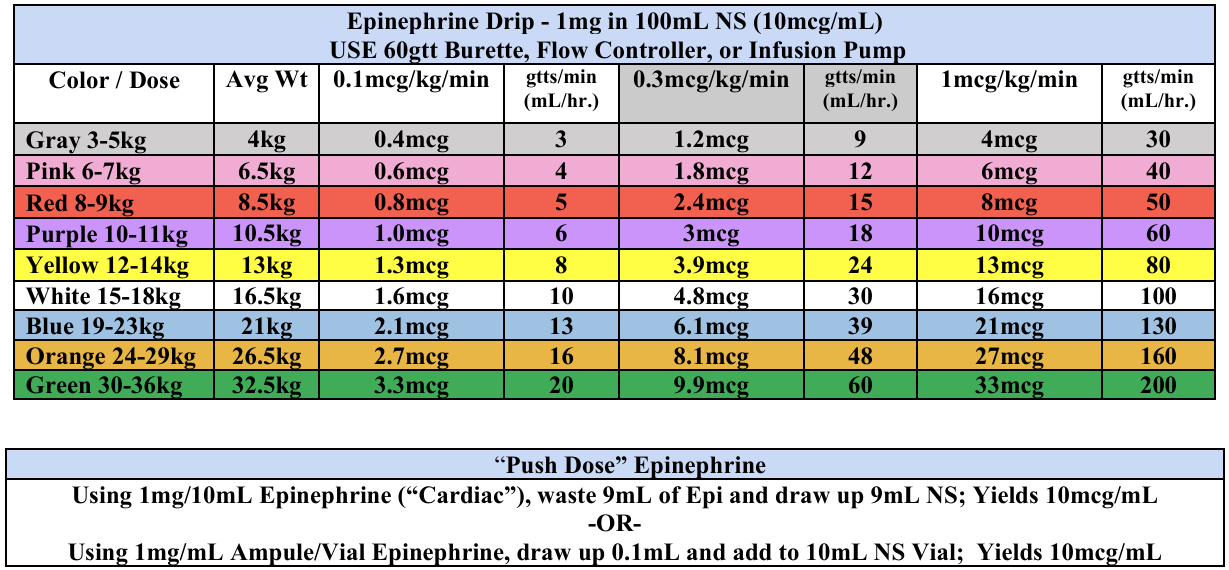 Epinephrine Drip - 1mg in 100mL NS (10mcg/mL)
USE 60gtt Burette, Flow Controller, or Infusion Pump
Color / Dose Avg Wt 0.1mcg/kg/min gtts/min (mL/hr.) 0.3mcg/kg/min gtts/min (mL/hr.) 1mcg/kg/min gtts/min (mL/hr.)
Gray 3-5kg 4kg 0.4mcg 3 1.2mcg 9 4mcg 30
Pink 6-7kg 6.5kg 0.6mcg 4 1.8mcg 12 6mcg 40
Red 8-9kg 8.5kg 0.8mcg 5 2.4mcg 15 8mcg 50
Purple 10-11kg 10.5kg 1.0mcg 6 3mcg 18 10mcg 60
Yellow 12-14kg 13kg 1.3mcg 8 3.9mcg 24 13mcg 80
White 15-18kg 16.5kg 1.6mcg 10 4.8mcg 30 16mcg 100
Blue 19-23kg 21kg 2.1mcg 13 6.1mcg 39 21mcg 130
Orange 24-29kg 26.5kg 2.7mcg 16 8.1mcg 48 27mcg 160
Green 30-36kg 32.5kg 3.3mcg 20 9.9mcg 60 33mcg 200
“Push Dose” Epinephrine
Using 1mg/10mL Epinephrine (“Cardiac”), waste 9mL of Epi and draw up 9mL NS; Yields 10mcg/mL
-OR-
Using 1mg/mL Ampule/Vial Epinephrine, draw up 0.1mL and add to 10mL NS Vial; Yields 10mcg/mL